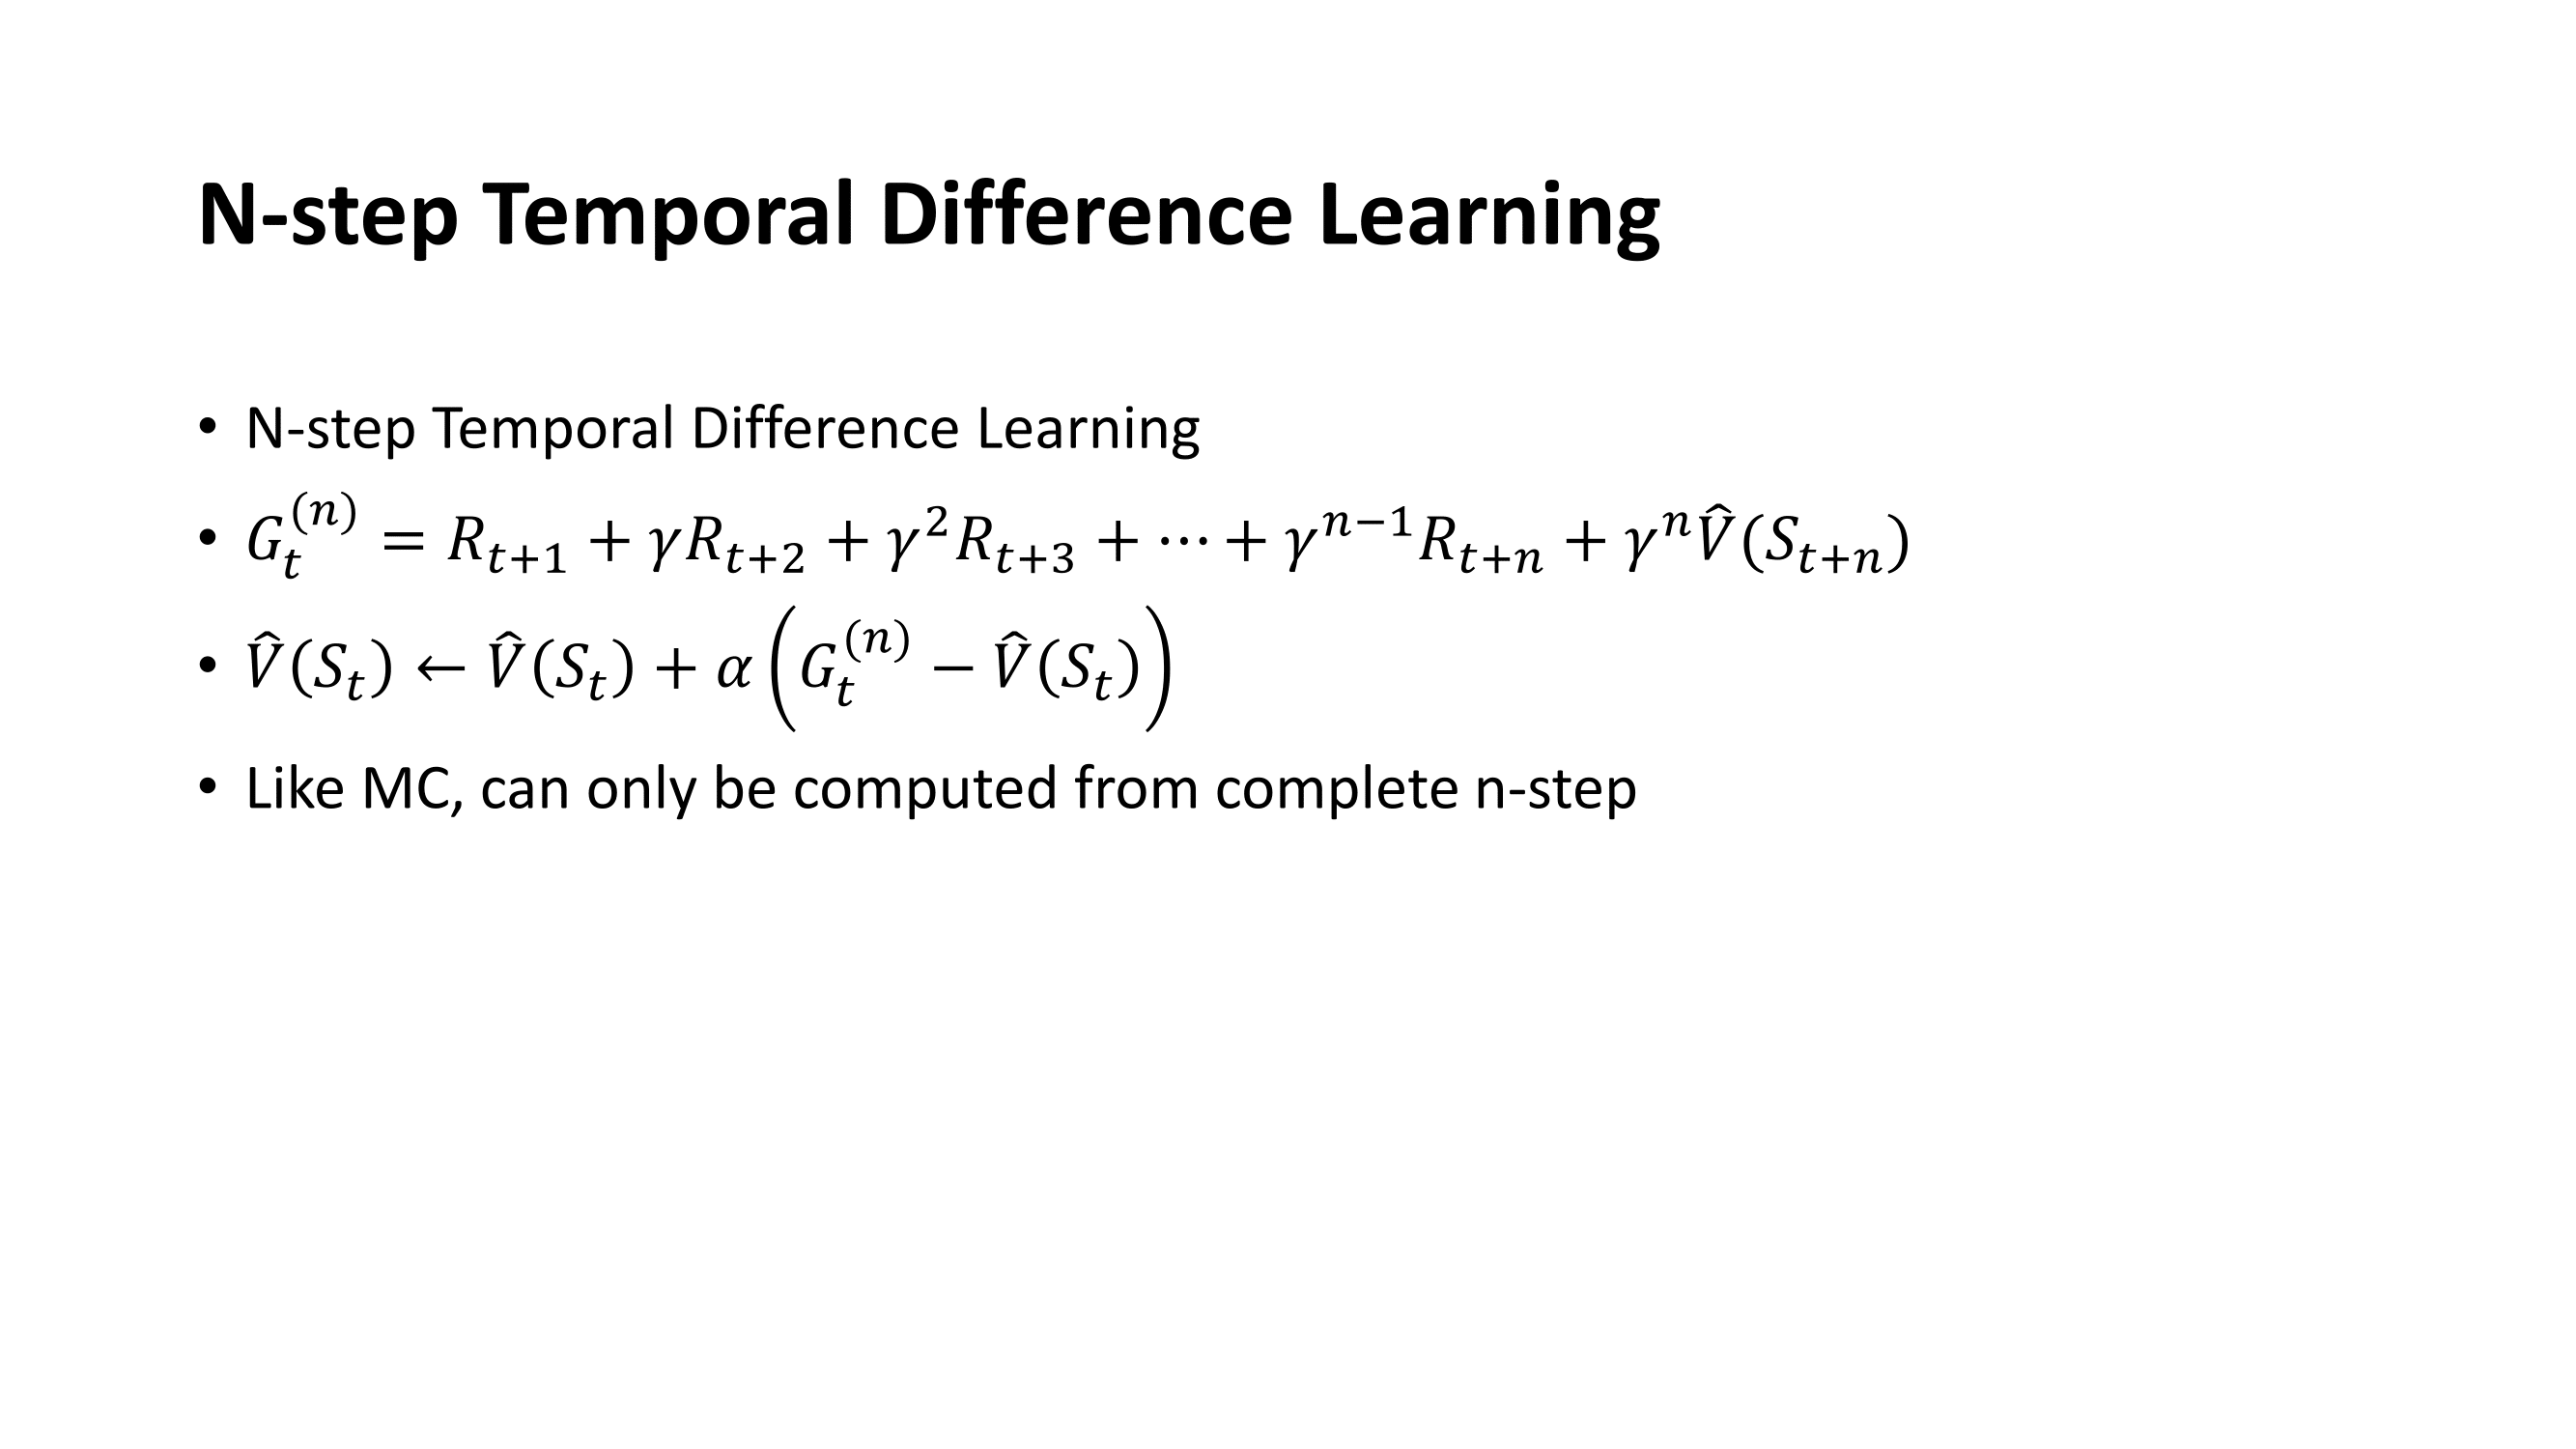 N-step Temporal Difference Learning
• N-step Temporal Difference Learning
• $G_t^{(n)} = R_{t+1} + \gamma R_{t+2} + \gamma^2 R_{t+3} + \cdots + \gamma^{n-1} R_{t+n} + \gamma^n \hat{V}(S_{t+n})$
• $\hat{V}(S_t) \leftarrow \hat{V}(S_t) + \alpha \left( G_t^{(n)} - \hat{V}(S_t) \right)$
• Like MC, can only be computed from complete n-step